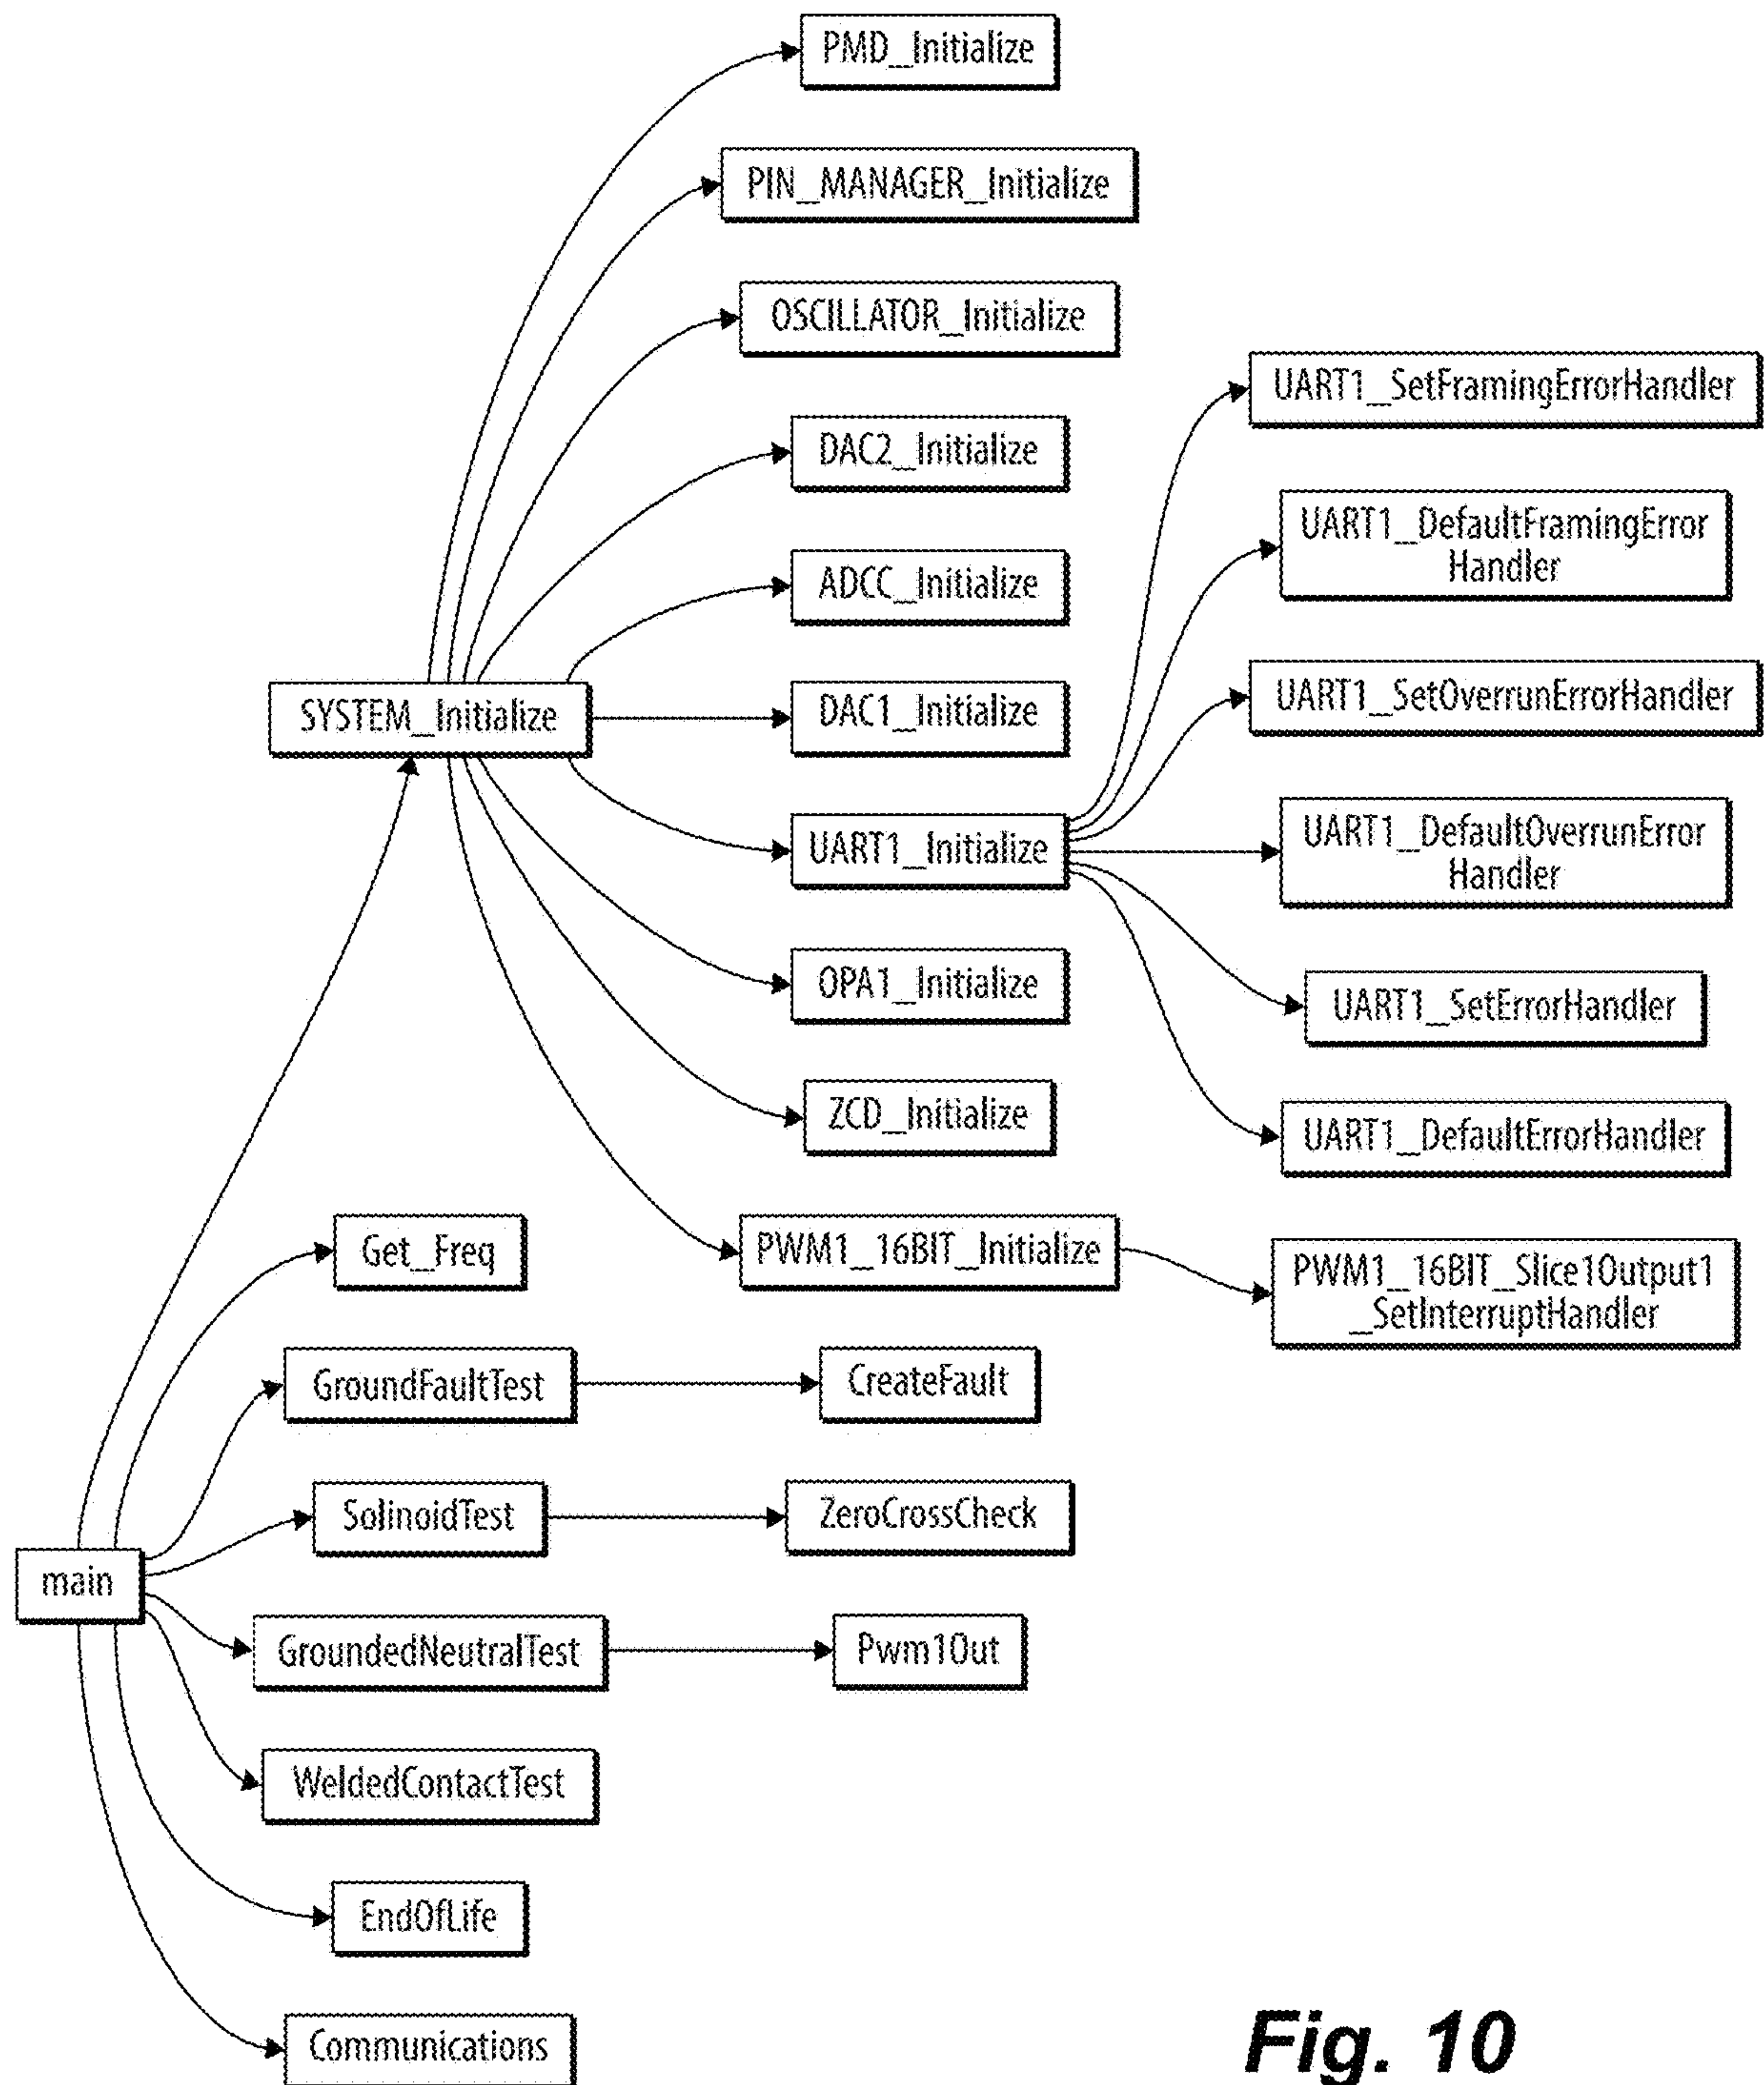 PMD_Initialize
PIN_MANAGER_Initialize
OSCILLATOR_Initialize
UART1_SetFramingErrorHandler
DAC2_Initialize
UART1_DefaultFramingError
Handler
ADCC_Initialize
UART1_SetOverrunErrorHandler
SYSTEM_Initialize
DAC1_Initialize
UART1_DefaultOverrunError
Handler
UART1_Initialize
OPA1_Initialize
UART1_SetErrorHandler
ZCD_Initialize
UART1_DefaultErrorHandler
Get_Freq
PWM1_16BIT_Initialize
PWM1_16BIT_Slice1Output1
_SetInterruptHandler
GroundFaultTest
CreateFault
SolinoidTest
ZeroCrossCheck
main
GroundedNeutralTest
Pwm1Out
WeldedContactTest
EndOfLife
Communications
Fig. 10